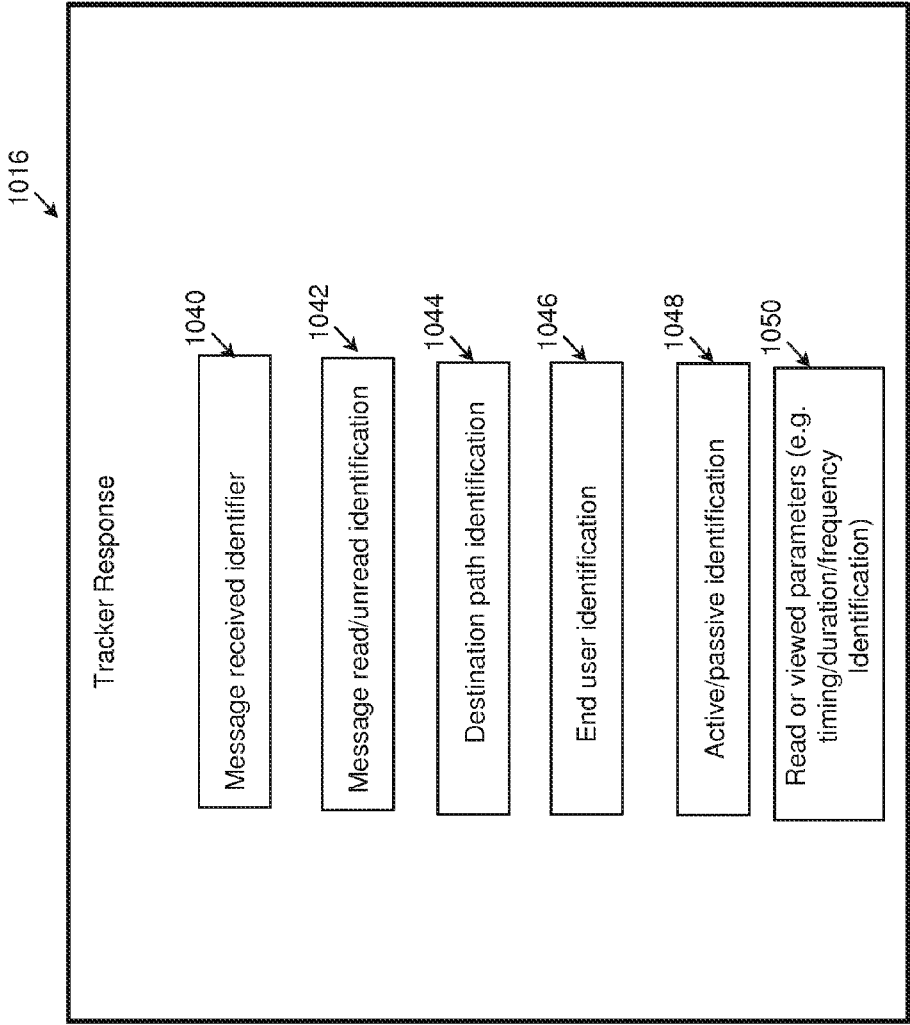 1016
Tracker Response
1040
Message received identifier
1042
Message read/unread identification
1044
Destination path identification
1046
End user identification
1048
Active/passive identification
1050
Read or viewed parameters (e.g.
timing/duration/frequency
Identification)